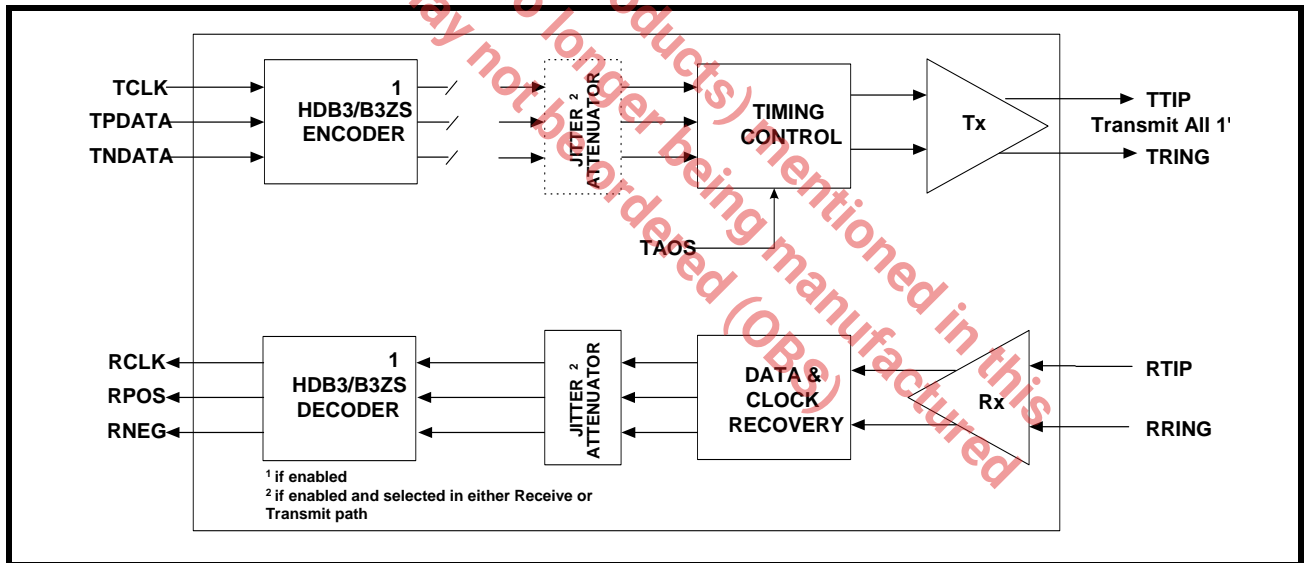 TCLK
TPDATA
TNDATA
1
HDB3/B3ZS
ENCODER
JITTER 2
ATTENUATOR
TIMING
CONTROL
Tx
TTIP
Transmit All 1'
TRING
TAOS
RCLK
RPOS
RNEG
1
HDB3/B3ZS
DECODER
JITTER 2
ATTENUATOR
DATA &
CLOCK
RECOVERY
Rx
RTIP
RRING
1 if enabled
2 if enabled and selected in either Receive or
Transmit path
mentioned in this
longer being manufactured
may not be ordered (OBS)